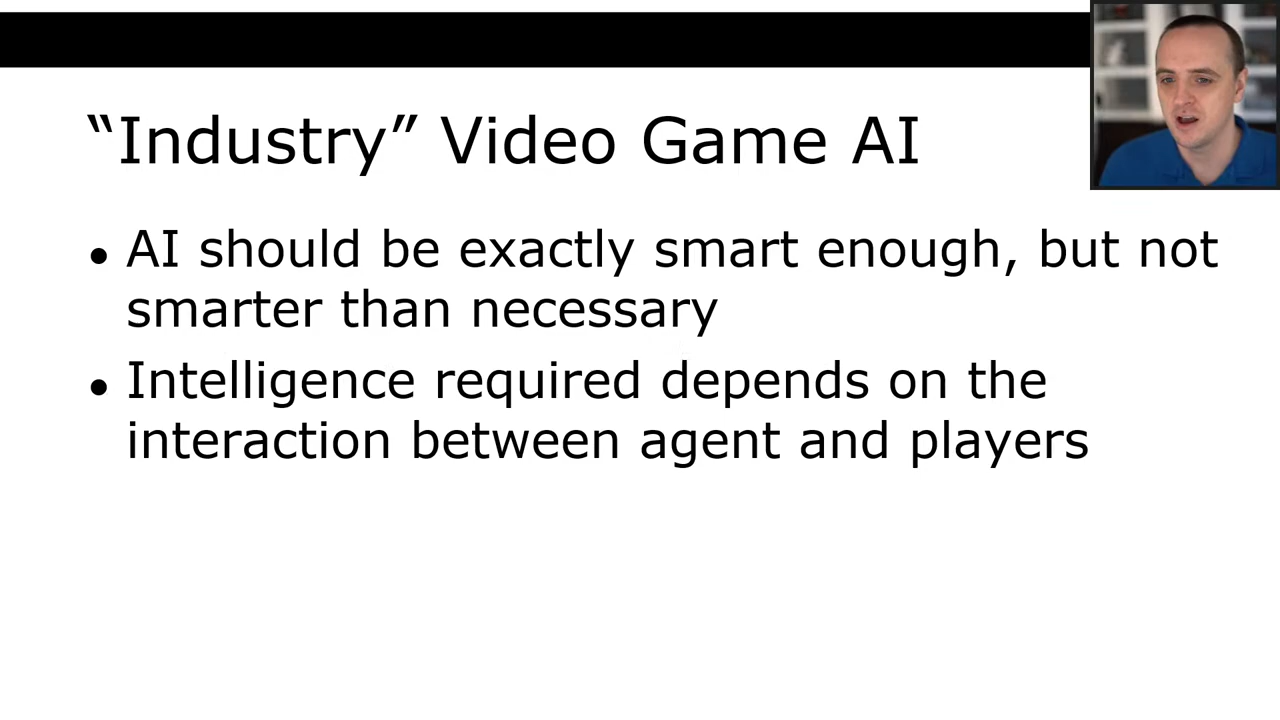 “Industry” Video Game AI
• AI should be exactly smart enough, but not
smarter than necessary
• Intelligence required depends on the
interaction between agent and players